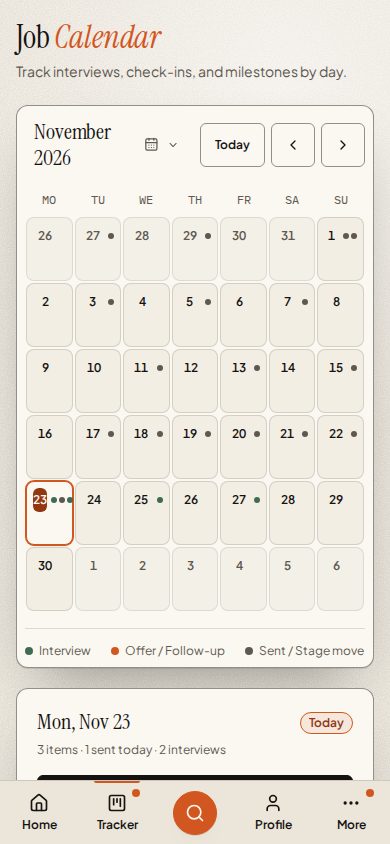 Job Calendar
Track interviews, check-ins, and milestones by day.
November
2026
Today
MO TU WE TH FR SA SU
26 27 28 29 30 31 1
2 3 4 5 6 7 8
9 10 11 12 13 14 15
16 17 18 19 20 21 22
23 24 25 26 27 28 29
30 1 2 3 4 5 6
Interview Offer / Follow-up Sent / Stage move
Mon, Nov 23 Today
3 items · 1 sent today · 2 interviews
Home Tracker Profile More